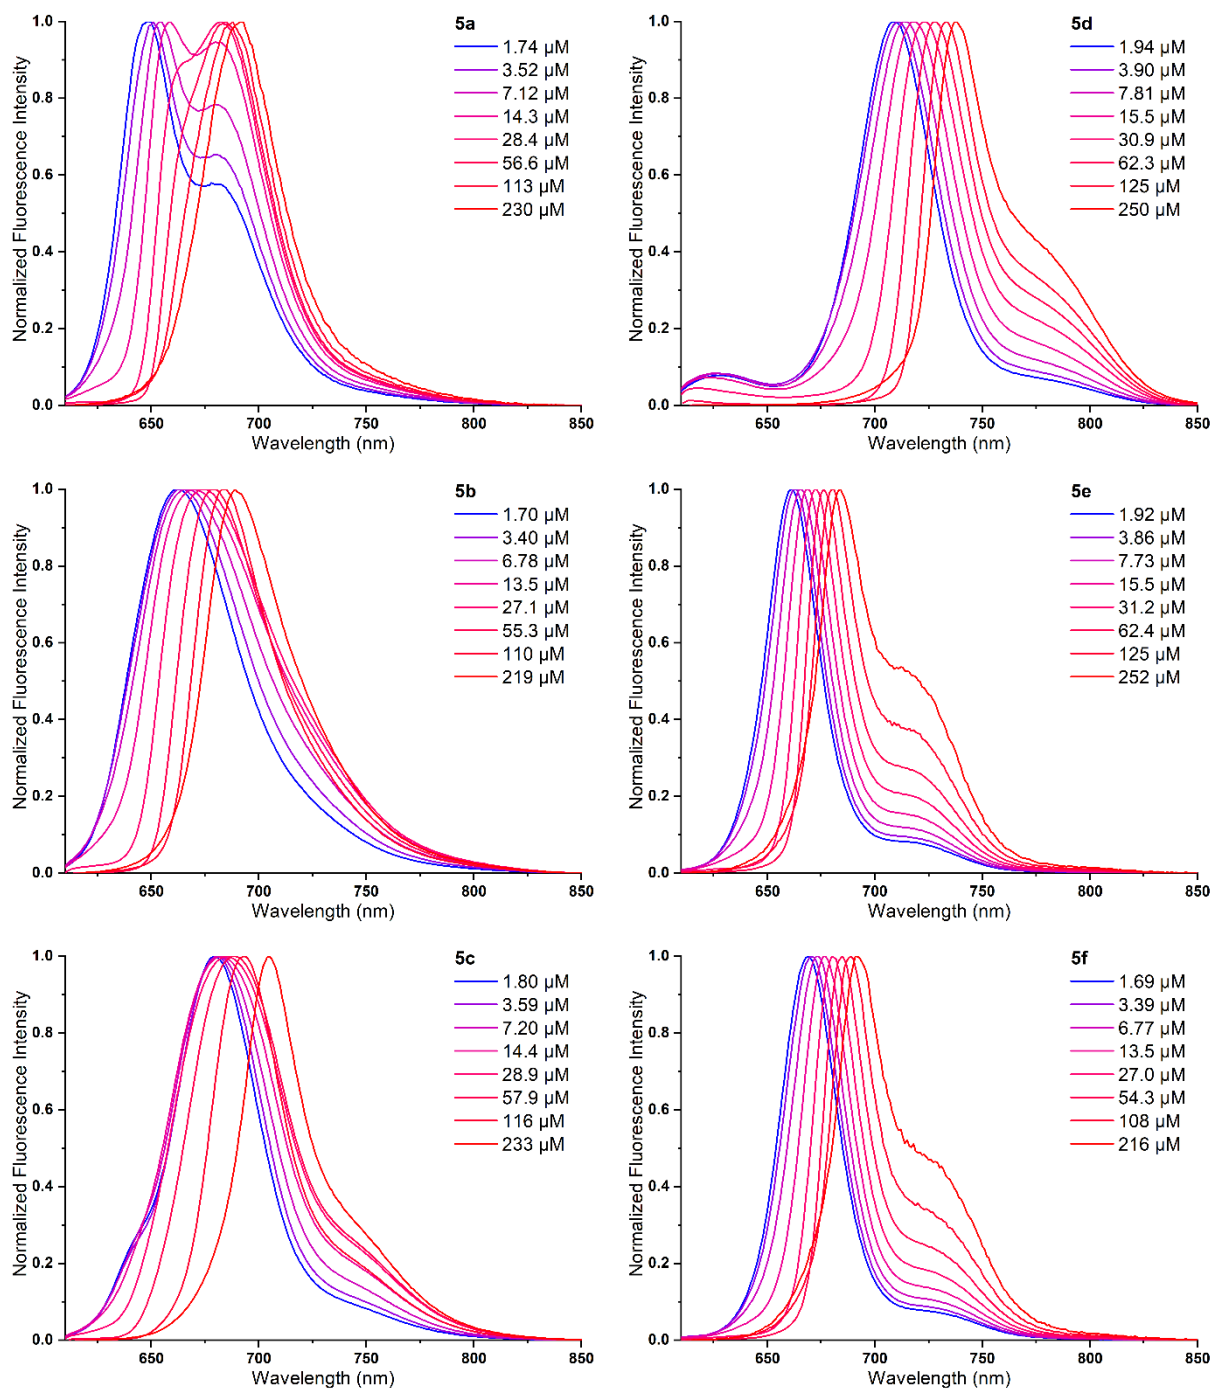 5a
1.74 µM
3.52 µM
7.12 µM
14.3 µM
28.4 µM
56.6 µM
113 µM
230 µM
Normalized Fluorescence Intensity
1.0
0.8
0.6
0.4
0.2
0.0
650 700 750 800 850
Wavelength (nm)
5d
1.94 µM
3.90 µM
7.81 µM
15.5 µM
30.9 µM
62.3 µM
125 µM
250 µM
Normalized Fluorescence Intensity
1.0
0.8
0.6
0.4
0.2
0.0
650 700 750 800 850
Wavelength (nm)
5b
1.70 µM
3.40 µM
6.78 µM
13.5 µM
27.1 µM
55.3 µM
110 µM
219 µM
Normalized Fluorescence Intensity
1.0
0.8
0.6
0.4
0.2
0.0
650 700 750 800 850
Wavelength (nm)
5e
1.92 µM
3.86 µM
7.73 µM
15.5 µM
31.2 µM
62.4 µM
125 µM
252 µM
Normalized Fluorescence Intensity
1.0
0.8
0.6
0.4
0.2
0.0
650 700 750 800 850
Wavelength (nm)
5c
1.80 µM
3.59 µM
7.20 µM
14.4 µM
28.9 µM
57.9 µM
116 µM
233 µM
Normalized Fluorescence Intensity
1.0
0.8
0.6
0.4
0.2
0.0
650 700 750 800 850
Wavelength (nm)
5f
1.69 µM
3.39 µM
6.77 µM
13.5 µM
27.0 µM
54.3 µM
108 µM
216 µM
Normalized Fluorescence Intensity
1.0
0.8
0.6
0.4
0.2
0.0
650 700 750 800 850
Wavelength (nm)